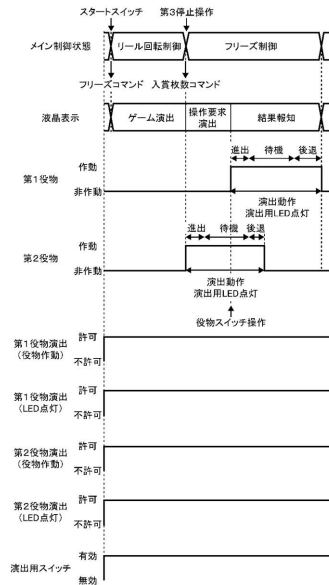 スタートスイッチ 第3停止操作
メイン制御状態 リール回転制御 フリーズ制御
フリーズコマンド 入賞枚数コマンド
液晶表示 ゲーム演出 操作要求演出 結果報知
進出 待機 後退
第1役物 作動
非作動
演出動作
演出用LED点灯
進出 待機 後退
第2役物 作動
非作動
演出動作
演出用LED点灯
役物スイッチ操作
第1役物演出 許可
(役物作動) 不許可
第1役物演出 許可
(LED点灯) 不許可
第2役物演出 許可
(役物作動) 不許可
第2役物演出 許可
(LED点灯) 不許可
演出用スイッチ 有効
無効